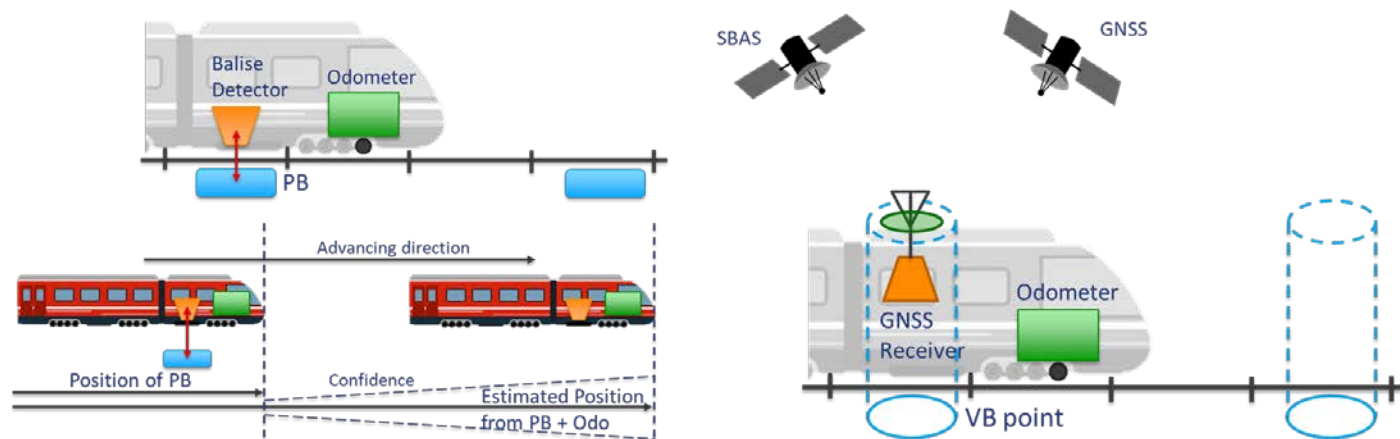 Balise
Detector
Odometer
PB
Advancing direction
Position of PB
Confidence
Estimated Position
from PB + Odo
SBAS
GNSS
Odometer
GNSS
Receiver
VB point